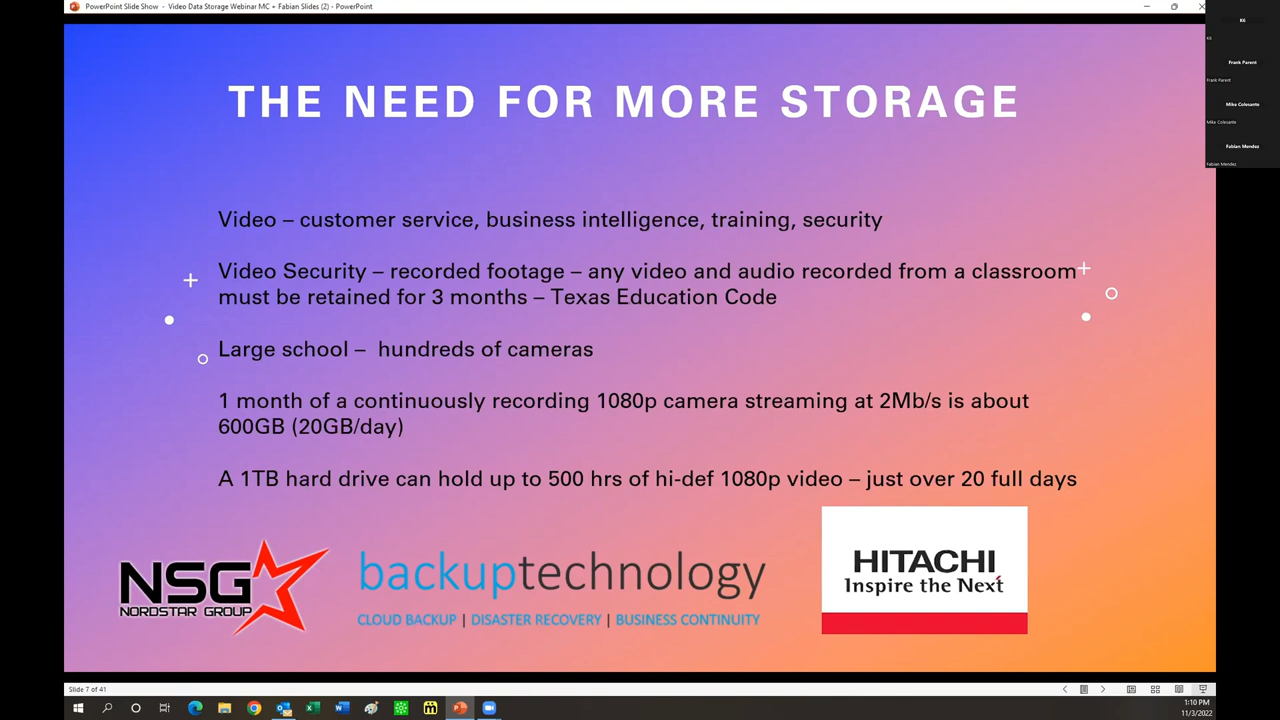 PowerPoint Slide Show - Video Data Storage Webinar MC + Fabian Slides (2) - PowerPoint
K6
K6
Frank Parent
Frank Parent
Mike Colesante
Mike Colesante
Fabian Mendez
Fabian Mendez
THE NEED FOR MORE STORAGE
Video – customer service, business intelligence, training, security
Video Security – recorded footage – any video and audio recorded from a classroom
must be retained for 3 months – Texas Education Code
Large school – hundreds of cameras
1 month of a continuously recording 1080p camera streaming at 2Mb/s is about
600GB (20GB/day)
A 1TB hard drive can hold up to 500 hrs of hi-def 1080p video – just over 20 full days
NSG
NORDSTAR GROUP
backuptechnology
CLOUD BACKUP | DISASTER RECOVERY | BUSINESS CONTINUITY
HITACHI
Inspire the Next
Slide 7 of 41
1:10 PM
11/3/2022